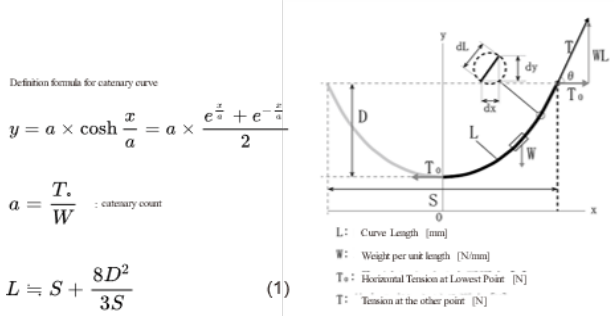 Definition formula for catenary curve
y = a × cosh x/a = a × (e^(x/a) + e^(-x/a))/2
a = T₀/W : catenary count
L ≒ S + 8D²/3S (1)
y
dL
dy
dx
T
WL
θ
T₀
D
L
W
T₀
S
0
x
L: Curve Length [mm]
W: Weight per unit length [N/mm]
T₀: Horizontal Tension at Lowest Point [N]
T: Tension at the other point [N]